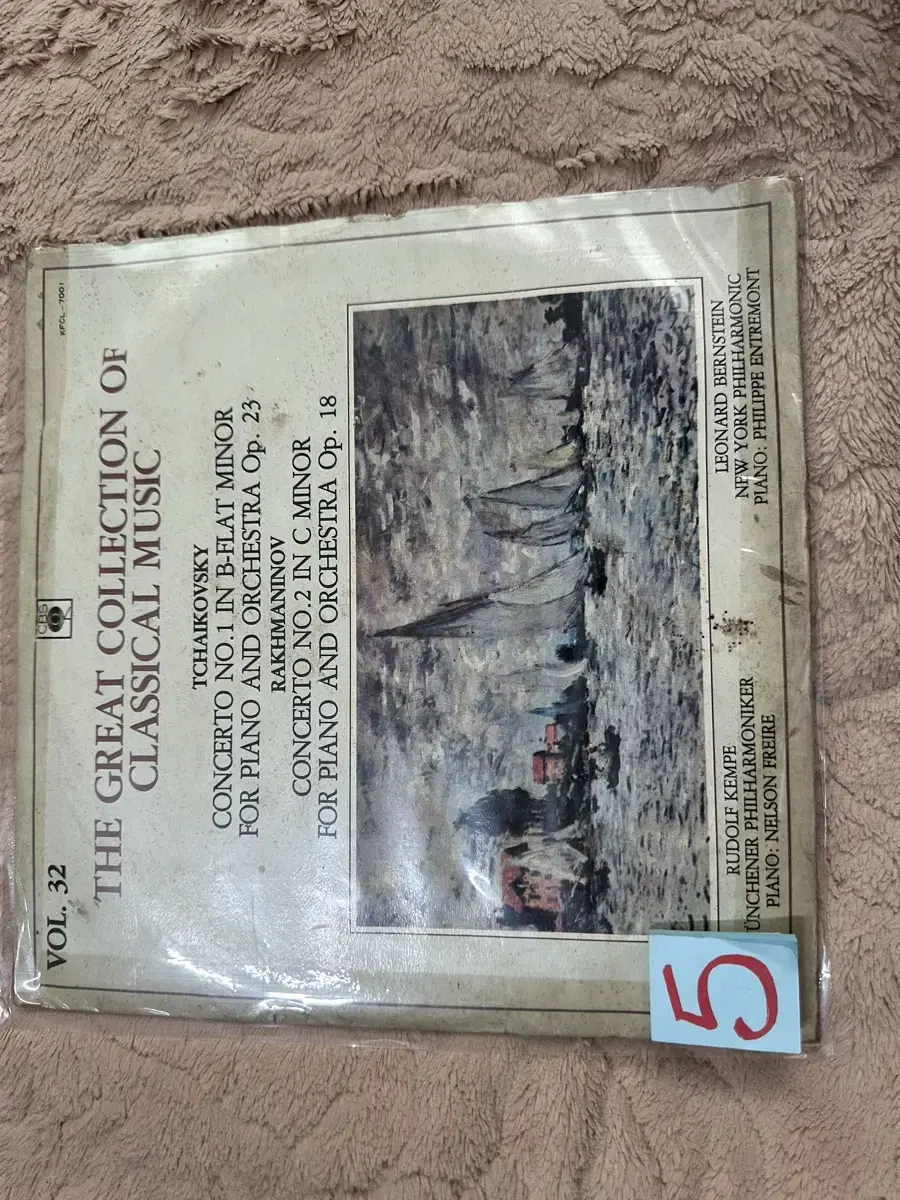 VOL. 32
CBS
KFCL-7001
THE GREAT COLLECTION OF
CLASSICAL MUSIC
TCHAIKOVSKY
CONCERTO NO.1 IN B-FLAT MINOR
FOR PIANO AND ORCHESTRA Op. 23
RAKHMANINOV
CONCERTO NO.2 IN C MINOR
FOR PIANO AND ORCHESTRA Op. 18
RUDOLF KEMPE
ÜNCHENER PHILHARMONIKER
PIANO: NELSON FREIRE
LEONARD BERNSTEIN
NEW YORK PHILHARMONIC
PIANO: PHILIPPE ENTREMONT
5